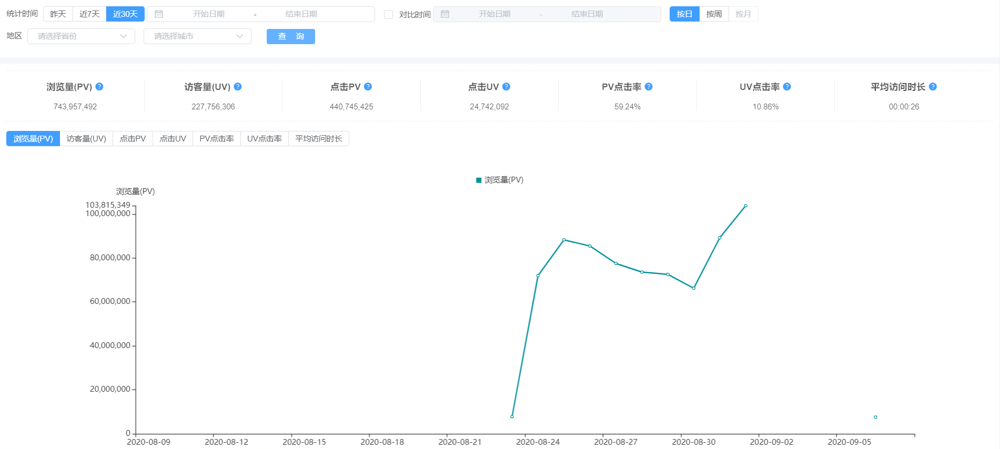 统计时间 昨天 近7天 近30天 开始日期 - 结束日期 对比时间 开始日期 - 结束日期 按日 按周 按月
地区 请选择省份 请选择城市 查 询
浏览量(PV) ? 访客量(UV) ? 点击PV ? 点击UV ? PV点击率 ? UV点击率 ? 平均访问时长 ?
743,957,492 227,756,306 440,745,425 24,742,092 59.24% 10.86% 00:00:26
浏览量(PV) 访客量(UV) 点击PV 点击UV PV点击率 UV点击率 平均访问时长
浏览量(PV)
浏览量(PV)
103,815,349
100,000,000
80,000,000
60,000,000
40,000,000
20,000,000
0
2020-08-09 2020-08-12 2020-08-15 2020-08-18 2020-08-21 2020-08-24 2020-08-27 2020-08-30 2020-09-02 2020-09-05